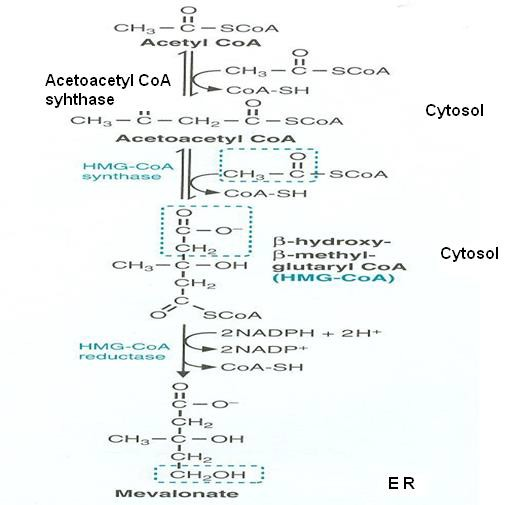 O
CH3—C—SCoA
Acetyl CoA
O
CH3—C—SCoA
Acetoacetyl CoA
syhthase
CoA-SH
Cytosol
O
CH3—C—CH2—C—SCoA
Acetoacetyl CoA
HMG-CoA
synthase
O
CH3—C—SCoA
CoA-SH
O
C—O−
CH2
CH3—C—OH
CH2
C
O
SCoA
β-hydroxy-
β-methyl-
glutaryl CoA
(HMG-CoA)
Cytosol
HMG-CoA
reductase
2NADPH + 2H+
2NADP+
CoA-SH
O
C—O−
CH2
CH3—C—OH
CH2
CH2OH
Mevalonate
ER